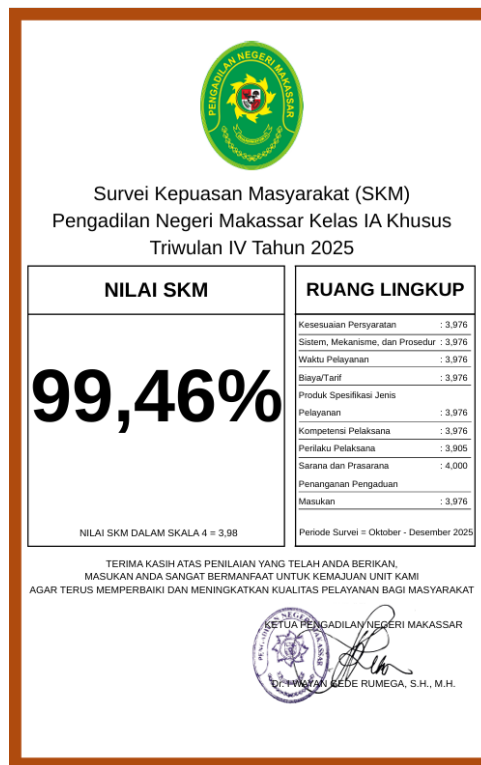 PENGADILAN NEGERI MAKASSAR
Survei Kepuasan Masyarakat (SKM)
Pengadilan Negeri Makassar Kelas IA Khusus
Triwulan IV Tahun 2025
NILAI SKM
99,46%
NILAI SKM DALAM SKALA 4 = 3,98
RUANG LINGKUP
Kesesuaian Persyaratan : 3,976
Sistem, Mekanisme, dan Prosedur : 3,976
Waktu Pelayanan : 3,976
Biaya/Tarif : 3,976
Produk Spesifikasi Jenis
Pelayanan : 3,976
Kompetensi Pelaksana : 3,976
Perilaku Pelaksana : 3,905
Sarana dan Prasarana : 4,000
Penanganan Pengaduan
Masukan : 3,976
Periode Survei = Oktober - Desember 2025
TERIMA KASIH ATAS PENILAIAN YANG TELAH ANDA BERIKAN,
MASUKAN ANDA SANGAT BERMANFAAT UNTUK KEMAJUAN UNIT KAMI
AGAR TERUS MEMPERBAIKI DAN MENINGKATKAN KUALITAS PELAYANAN BAGI MASYARAKAT
KETUA PENGADILAN NEGERI MAKASSAR
PENGADILAN NEGERI MAKASSAR
Dr. I WAYAN GEDE RUMEGA, S.H., M.H.